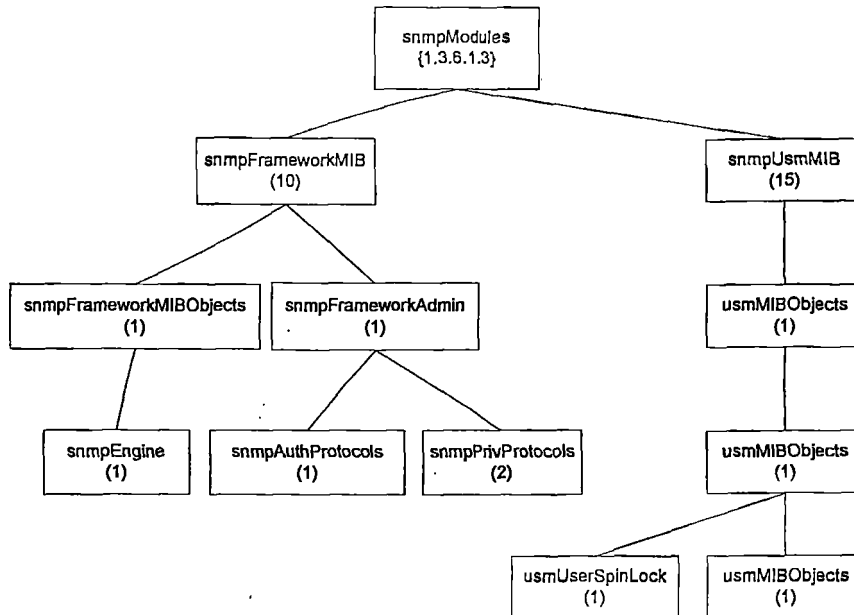 snmpModules
{1.3.6.1.3}
snmpFrameworkMIB
(10)
snmpUsmMIB
(15)
snmpFrameworkMIBObjects
(1)
snmpFrameworkAdmin
(1)
usmMIBObjects
(1)
snmpEngine
(1)
snmpAuthProtocols
(1)
snmpPrivProtocols
(2)
usmMIBObjects
(1)
usmUserSpinLock
(1)
usmMIBObjects
(1)